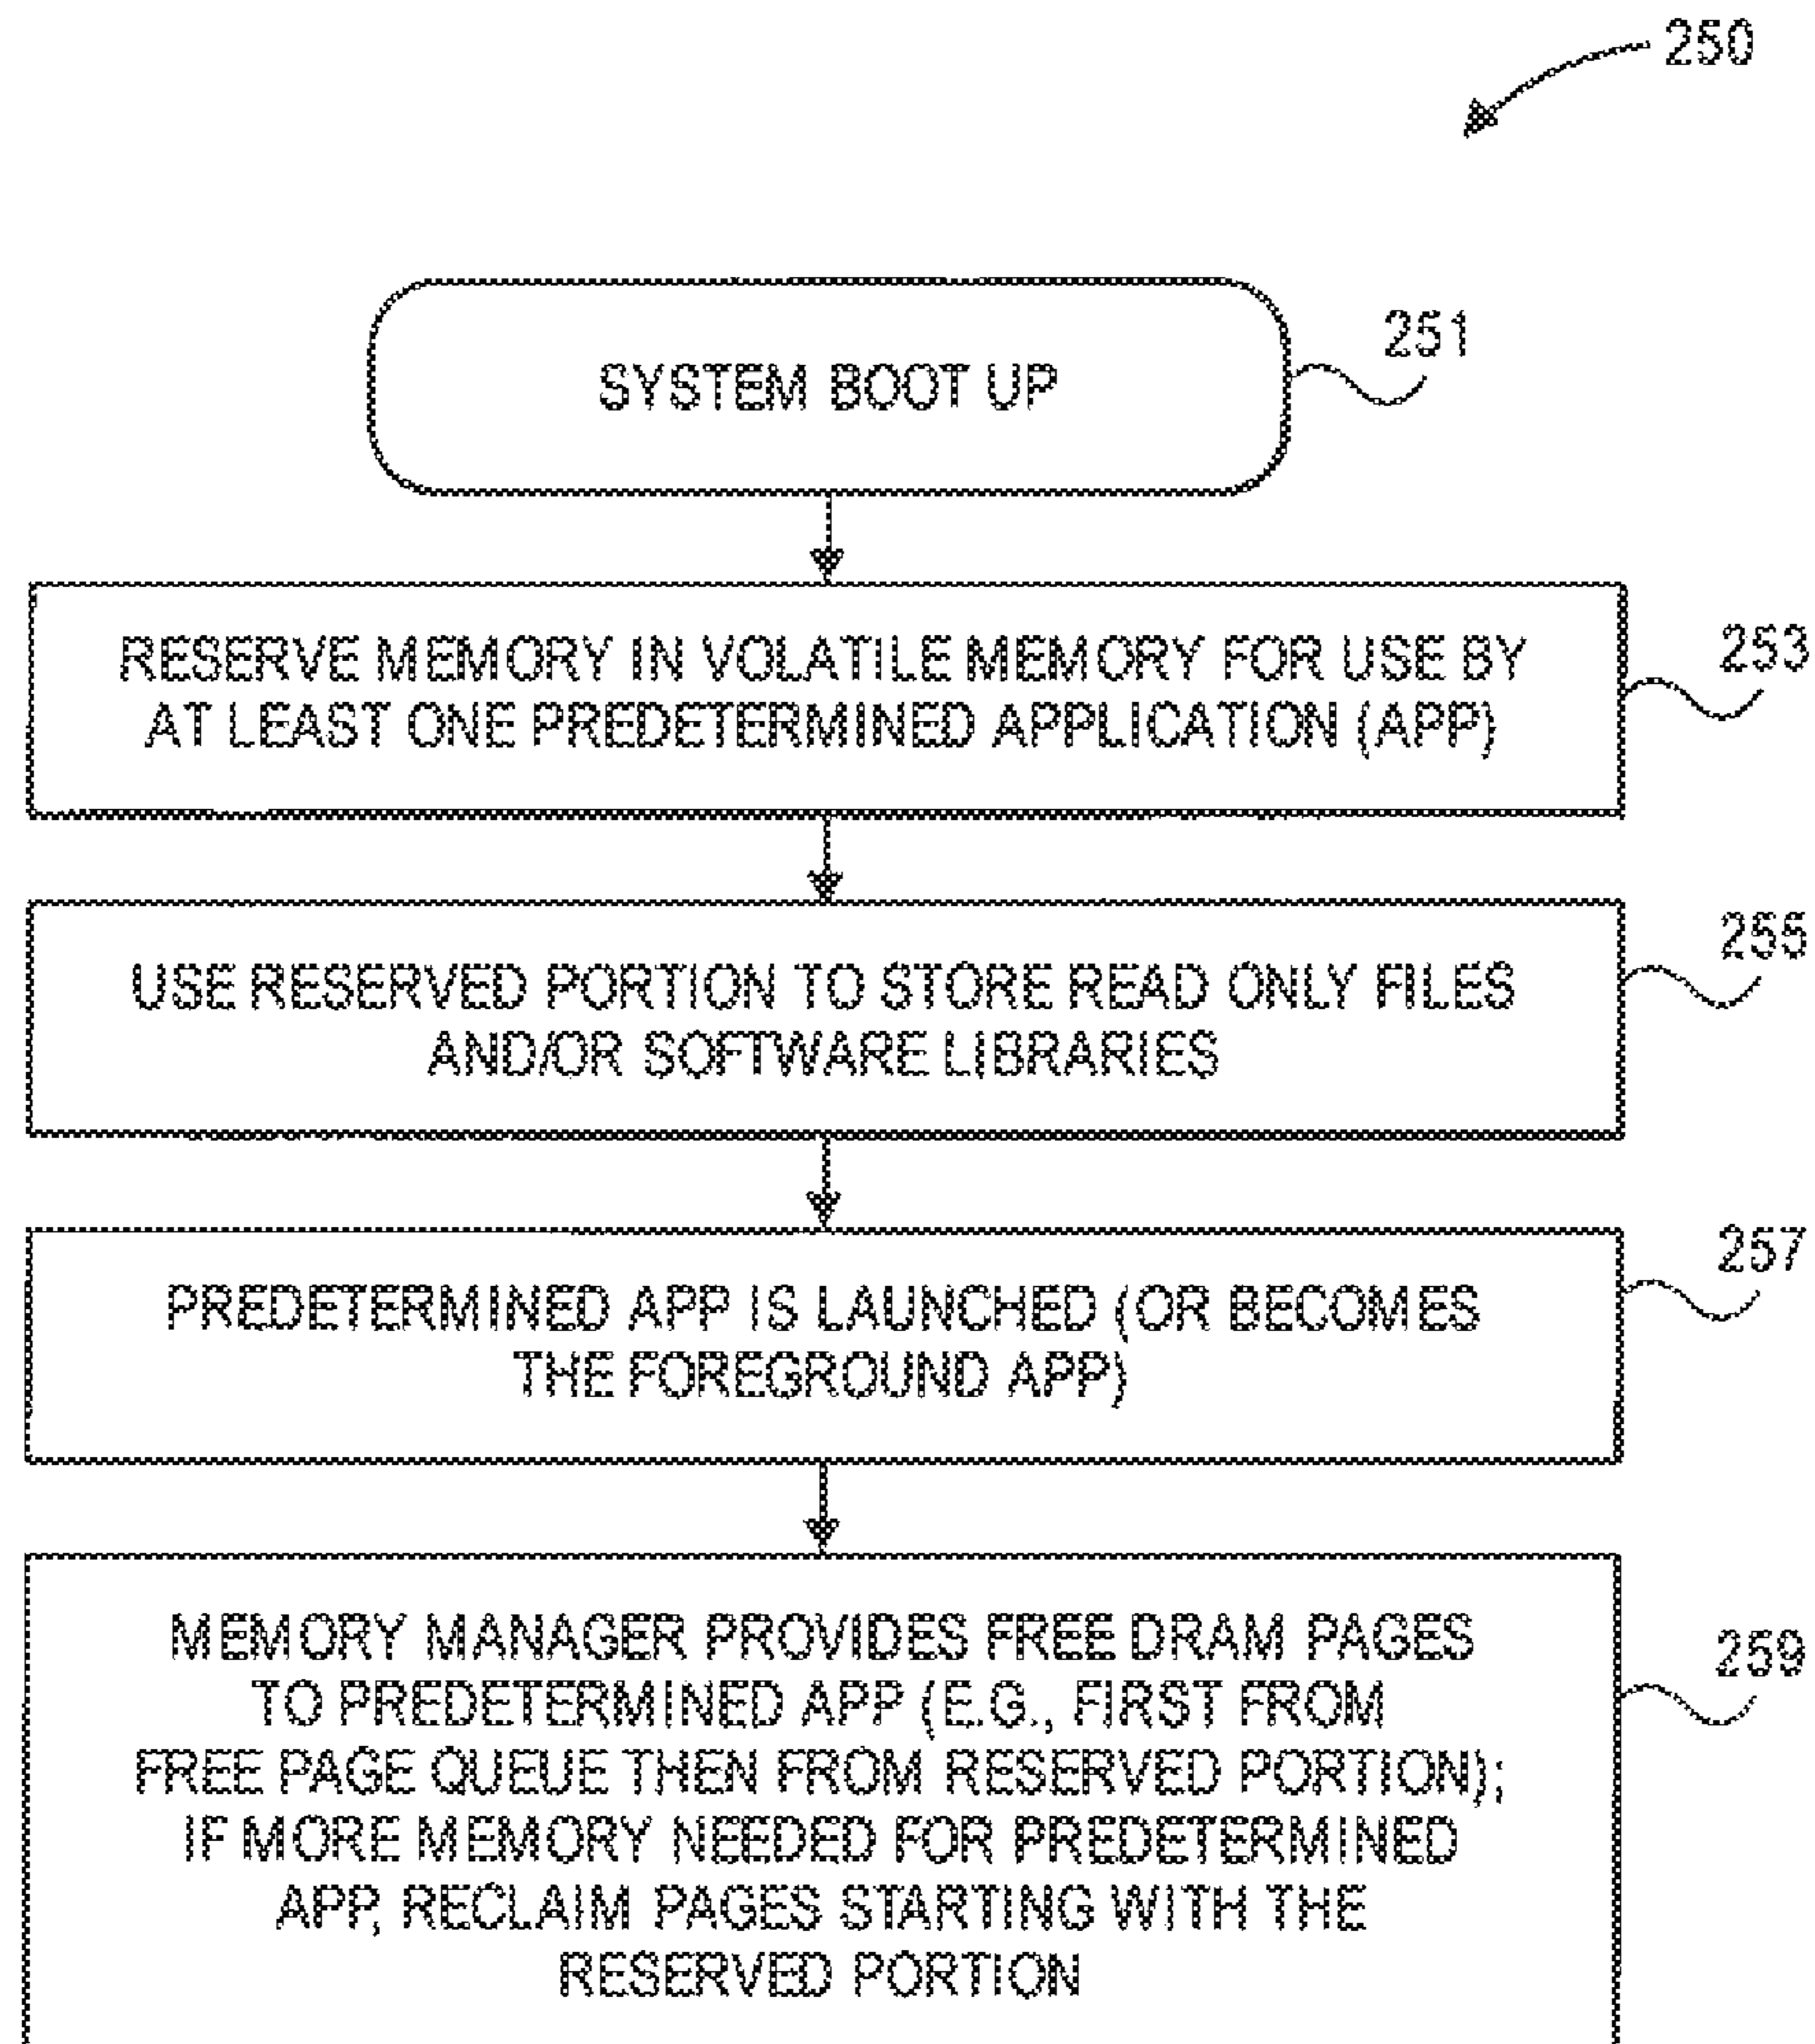 250
SYSTEM BOOT UP
251
RESERVE MEMORY IN VOLATILE MEMORY FOR USE BY
AT LEAST ONE PREDETERMINED APPLICATION (APP)
253
USE RESERVED PORTION TO STORE READ ONLY FILES
AND/OR SOFTWARE LIBRARIES
255
PREDETERMINED APP IS LAUNCHED (OR BECOMES
THE FOREGROUND APP)
257
MEMORY MANAGER PROVIDES FREE DRAM PAGES
TO PREDETERMINED APP (E.G., FIRST FROM
FREE PAGE QUEUE THEN FROM RESERVED PORTION);
IF MORE MEMORY NEEDED FOR PREDETERMINED
APP, RECLAIM PAGES STARTING WITH THE
RESERVED PORTION
259